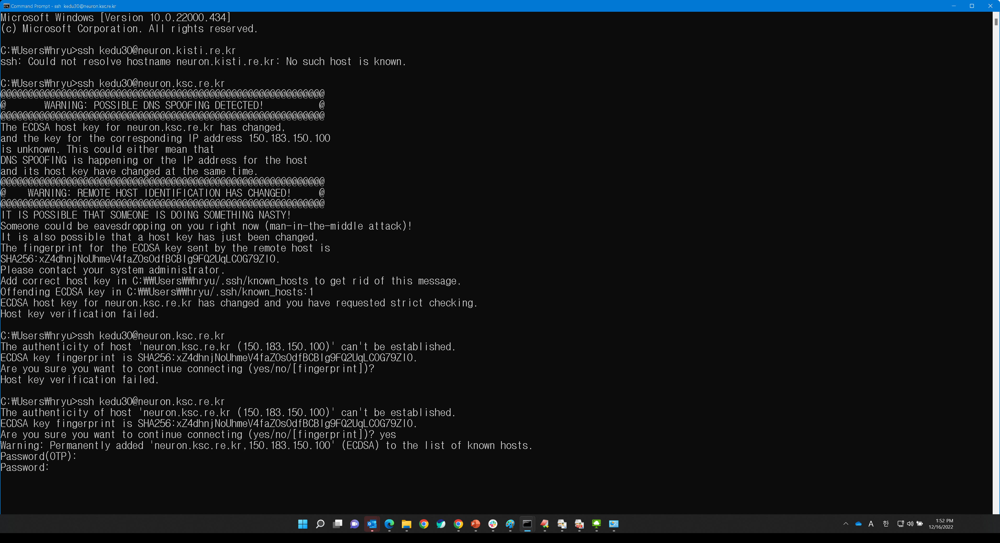 Command Prompt - ssh  kedu30@neuron.ksc.re.kr
Microsoft Windows [Version 10.0.22000.434]
(c) Microsoft Corporation. All rights reserved.
C:₩Users₩hryu>ssh kedu30@neuron.kisti.re.kr
ssh: Could not resolve hostname neuron.kisti.re.kr: No such host is known.
C:₩Users₩hryu>ssh kedu30@neuron.ksc.re.kr
@@@@@@@@@@@@@@@@@@@@@@@@@@@@@@@@@@@@@@@@@@@@@@@@@@@@@@@@@@@
@       WARNING: POSSIBLE DNS SPOOFING DETECTED!          @
@@@@@@@@@@@@@@@@@@@@@@@@@@@@@@@@@@@@@@@@@@@@@@@@@@@@@@@@@@@
The ECDSA host key for neuron.ksc.re.kr has changed,
and the key for the corresponding IP address 150.183.150.100
is unknown. This could either mean that
DNS SPOOFING is happening or the IP address for the host
and its host key have changed at the same time.
@@@@@@@@@@@@@@@@@@@@@@@@@@@@@@@@@@@@@@@@@@@@@@@@@@@@@@@@@@@
@    WARNING: REMOTE HOST IDENTIFICATION HAS CHANGED!     @
@@@@@@@@@@@@@@@@@@@@@@@@@@@@@@@@@@@@@@@@@@@@@@@@@@@@@@@@@@@
IT IS POSSIBLE THAT SOMEONE IS DOING SOMETHING NASTY!
Someone could be eavesdropping on you right now (man-in-the-middle attack)!
It is also possible that a host key has just been changed.
The fingerprint for the ECDSA key sent by the remote host is
SHA256:xZ4dhnjNoUhmeV4faZOsOdfBCBlg9FQ2UqLCOG79ZI0.
Please contact your system administrator.
Add correct host key in C:₩₩Users₩₩hryu/.ssh/known_hosts to get rid of this message.
Offending ECDSA key in C:₩₩Users₩₩hryu/.ssh/known_hosts:1
ECDSA host key for neuron.ksc.re.kr has changed and you have requested strict checking.
Host key verification failed.
C:₩Users₩hryu>ssh kedu30@neuron.ksc.re.kr
The authenticity of host 'neuron.ksc.re.kr (150.183.150.100)' can't be established.
ECDSA key fingerprint is SHA256:xZ4dhnjNoUhmeV4faZOsOdfBCBlg9FQ2UqLCOG79ZI0.
Are you sure you want to continue connecting (yes/no/[fingerprint])?
Host key verification failed.
C:₩Users₩hryu>ssh kedu30@neuron.ksc.re.kr
The authenticity of host 'neuron.ksc.re.kr (150.183.150.100)' can't be established.
ECDSA key fingerprint is SHA256:xZ4dhnjNoUhmeV4faZOsOdfBCBlg9FQ2UqLCOG79ZI0.
Are you sure you want to continue connecting (yes/no/[fingerprint])? yes
Warning: Permanently added 'neuron.ksc.re.kr,150.183.150.100' (ECDSA) to the list of known hosts.
Password(OTP):
Password:
A 한 1:52 PM
12/16/2022